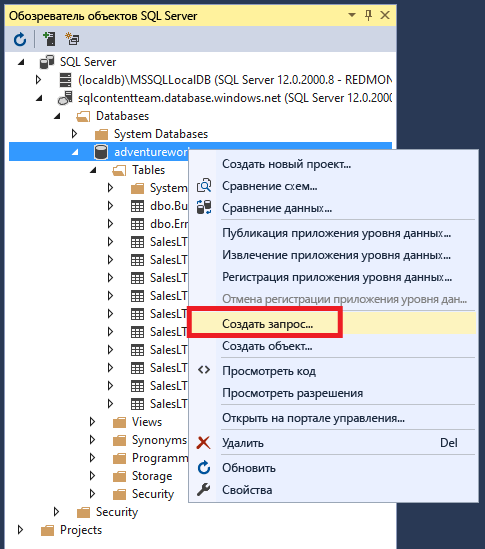 Обозреватель объектов SQL Server
SQL Server
(localdb)\MSSQLLocalDB (SQL Server 12.0.2000.8 - REDMON
sqlcontentteam.database.windows.net (SQL Server 12.0.2000
Databases
System Databases
adventurewor
Создать новый проект...
Tables
Сравнение схем...
System
Сравнение данных...
dbo.Bu
dbo.Err
Публикация приложения уровня данных...
SalesLT
Извлечение приложения уровня данных...
SalesLT
Регистрация приложения уровня данных...
SalesLT
Отмена регистрации приложения уровня дан...
SalesLT
Создать запрос...
SalesLT
Создать объект...
SalesLT
Просмотреть код
SalesLT
Просмотреть разрешения
SalesLT
SalesLT
Открыть на портале управления...
Views
Synonyms
Удалить Del
Programm
Обновить
Storage
Свойства
Security
Security
Projects